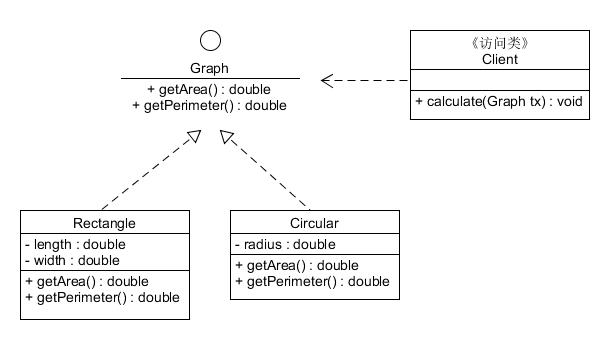 Graph
+ getArea() : double
+ getPerimeter() : double
《访问类》
Client
+ calculate(Graph tx) : void
Rectangle
- length : double
- width : double
+ getArea() : double
+ getPerimeter() : double
Circular
- radius : double
+ getArea() : double
+ getPerimeter() : double